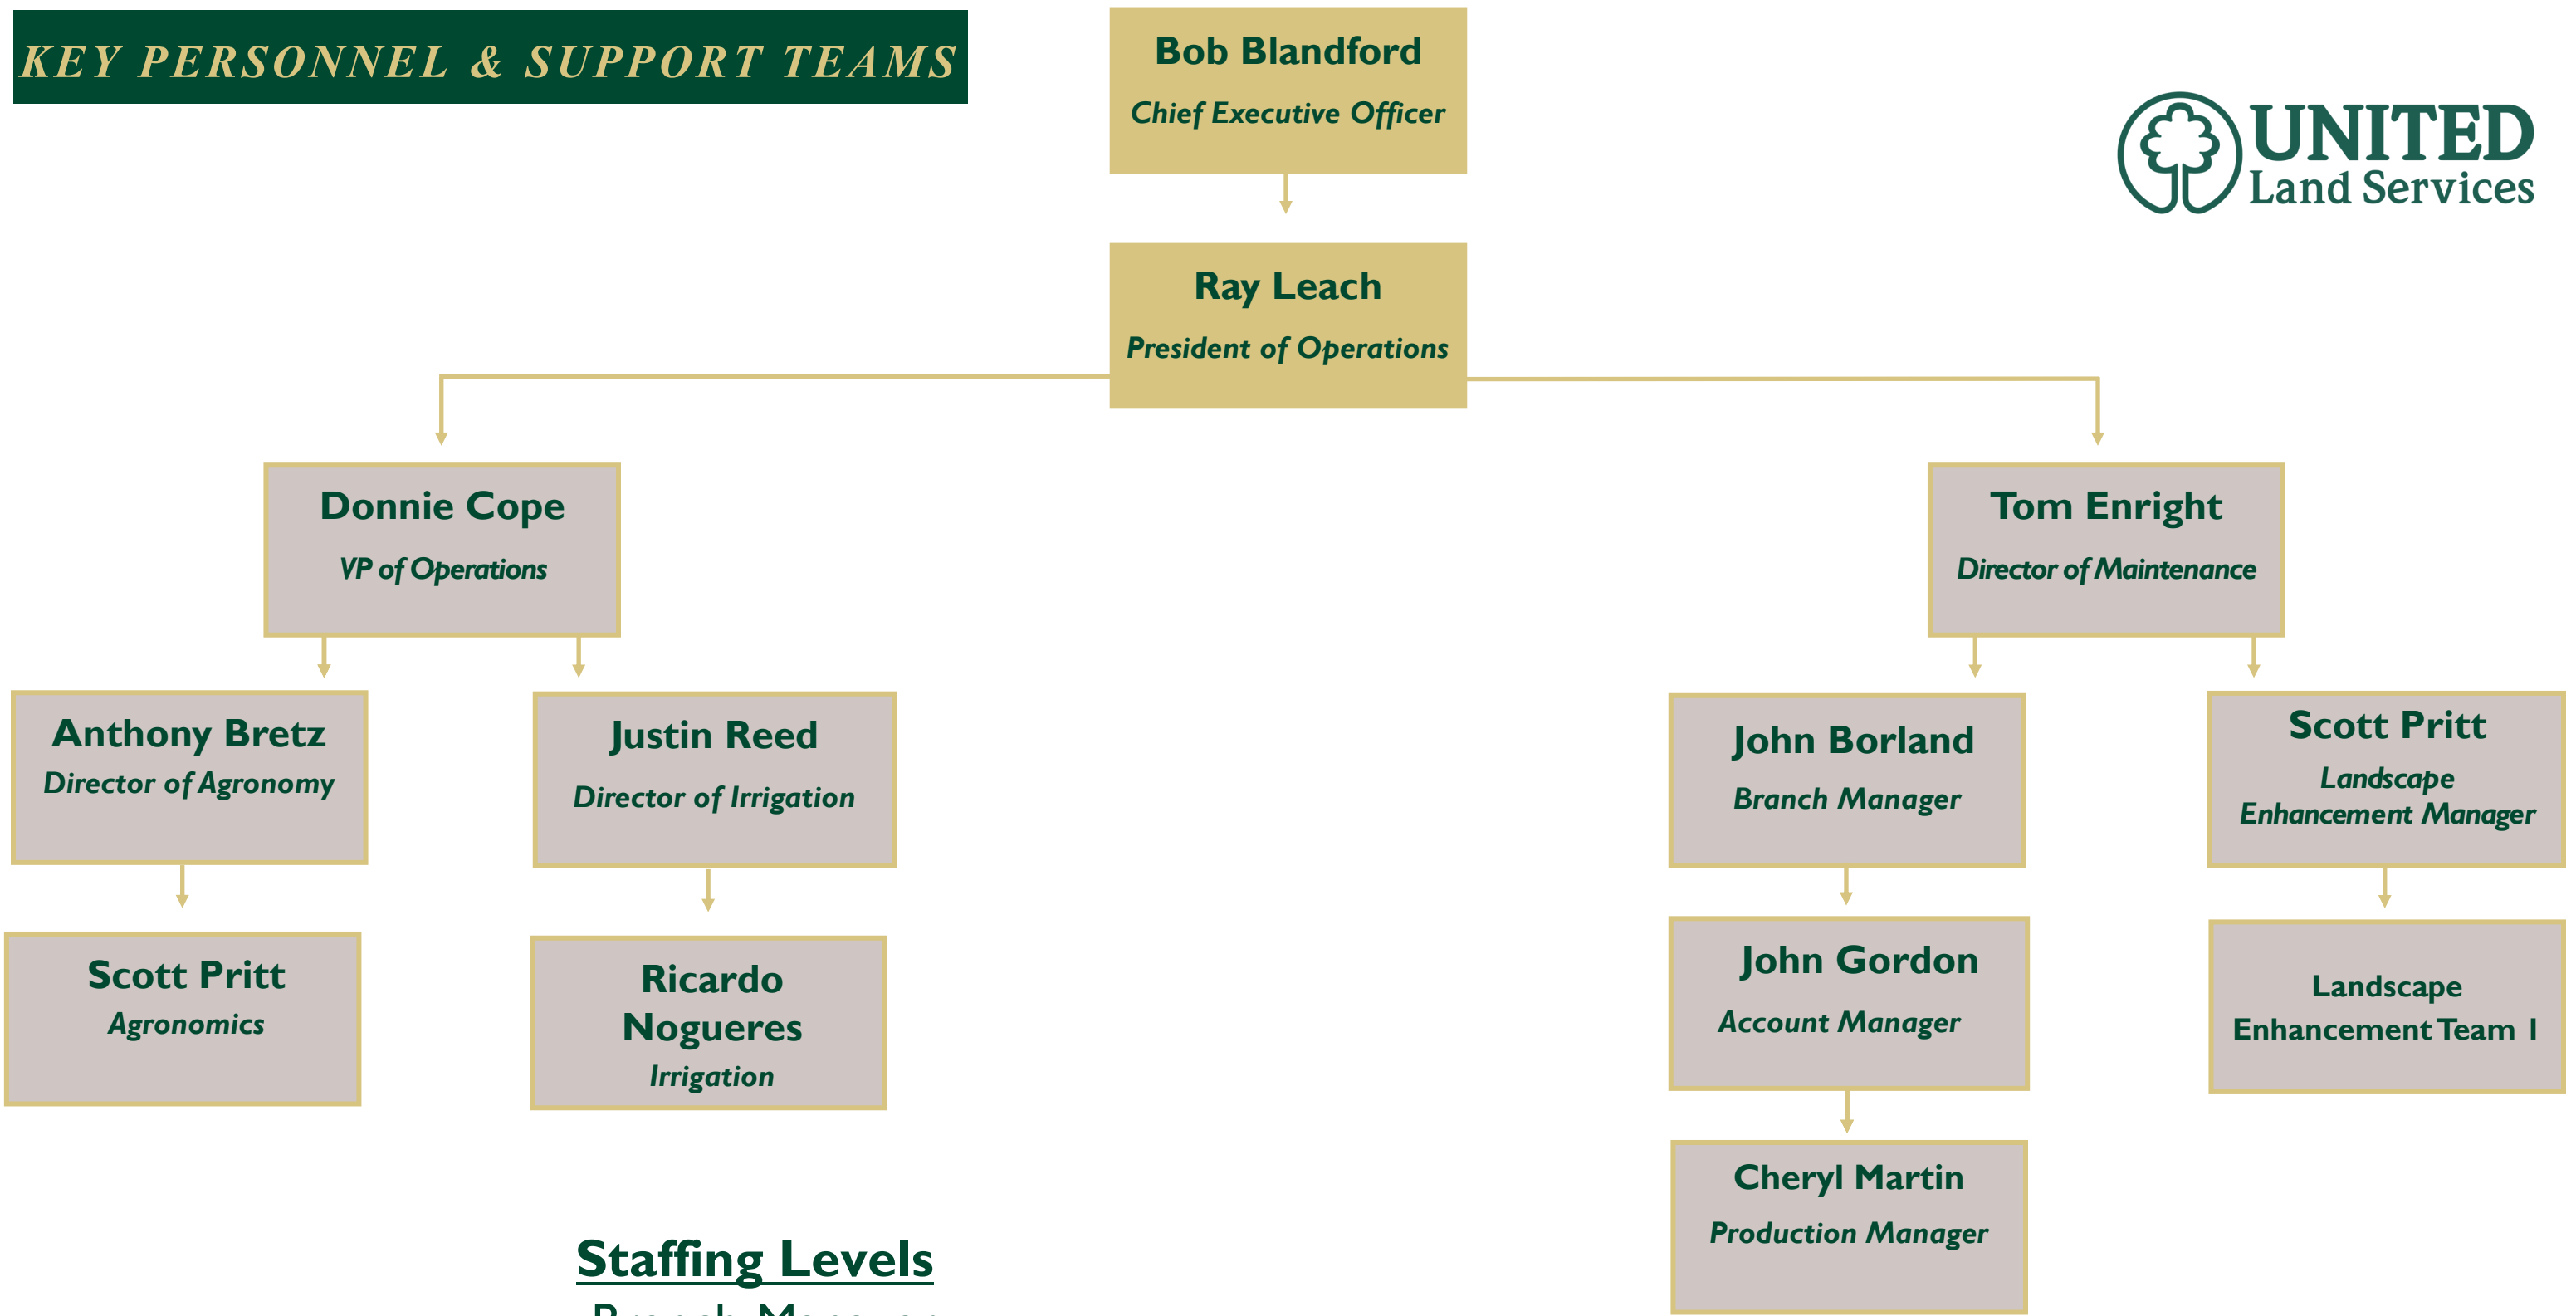 KEY PERSONNEL & SUPPORT TEAMS
Bob Blandford
Chief Executive Officer
UNITED
Land Services
Ray Leach
President of Operations
Donnie Cope
VP of Operations
Tom Enright
Director of Maintenance
Anthony Bretz
Director of Agronomy
Justin Reed
Director of Irrigation
John Borland
Branch Manager
Scott Pritt
Landscape
Enhancement Manager
Scott Pritt
Agronomics
Ricardo
Nogueres
Irrigation
John Gordon
Account Manager
Landscape
Enhancement Team 1
Cheryl Martin
Production Manager
Staffing Levels
Branch Manager